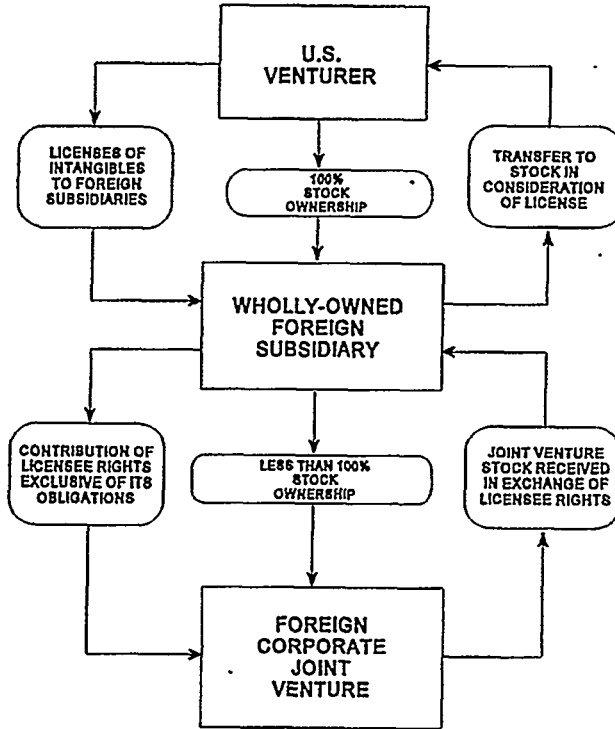 U.S.
VENTURER
LICENSES OF
INTANGIBLES
TO FOREIGN
SUBSIDIARIES
100%
STOCK
OWNERSHIP
TRANSFER TO
STOCK IN
CONSIDERATION
OF LICENSE
WHOLLY-OWNED
FOREIGN
SUBSIDIARY
CONTRIBUTION OF
LICENSEE RIGHTS
EXCLUSIVE OF ITS
OBLIGATIONS
LESS THAN 100%
STOCK
OWNERSHIP
JOINT VENTURE
STOCK RECEIVED
IN EXCHANGE OF
LICENSEE RIGHTS
FOREIGN
CORPORATE
JOINT
VENTURE